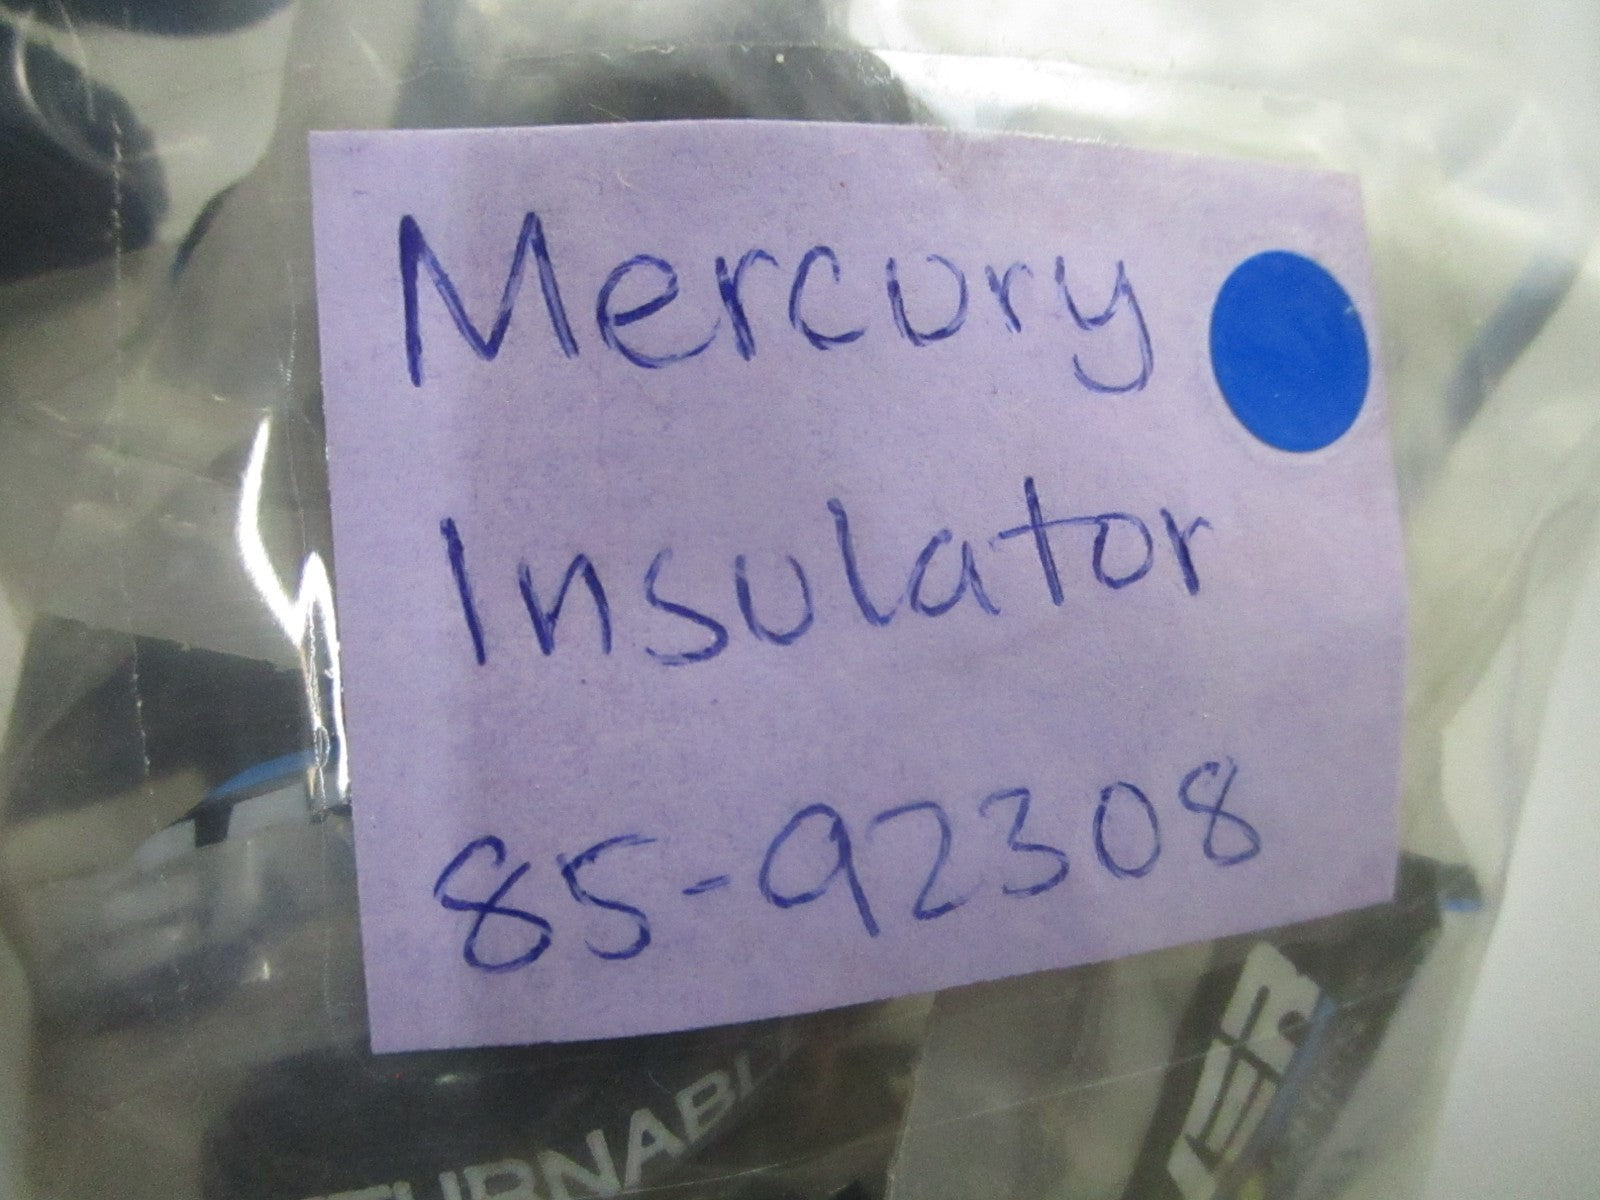 Mercury
Insulator
85-92308